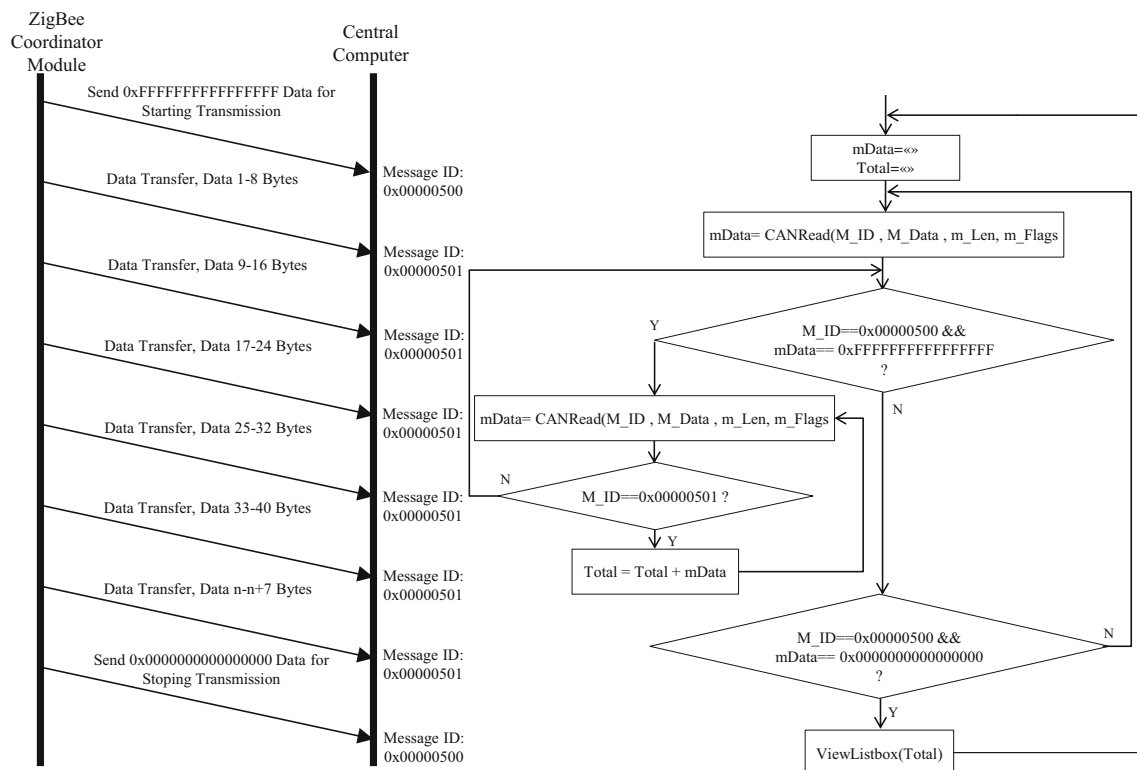 ZigBee
Coordinator
Module
Central
Computer
Send 0xFFFFFFFFFFFFFFFF Data for
Starting Transmission
Message ID:
0x00000500
Data Transfer, Data 1-8 Bytes
Message ID:
0x00000501
Data Transfer, Data 9-16 Bytes
Message ID:
0x00000501
Data Transfer, Data 17-24 Bytes
Message ID:
0x00000501
Data Transfer, Data 25-32 Bytes
Message ID:
0x00000501
Data Transfer, Data 33-40 Bytes
Message ID:
0x00000501
Data Transfer, Data n-n+7 Bytes
Message ID:
0x00000501
Send 0x0000000000000000 Data for
Stoping Transmission
Message ID:
0x00000500
mData=«»
Total=«»
mData= CANRead(M_ID , M_Data , m_Len, m_Flags
M_ID==0x00000500 &&
mData== 0xFFFFFFFFFFFFFFFF
?
Y
N
mData= CANRead(M_ID , M_Data , m_Len, m_Flags
N
M_ID==0x00000501 ?
Y
Total = Total + mData
M_ID==0x00000500 &&
mData== 0x0000000000000000
?
N
Y
ViewListbox(Total)